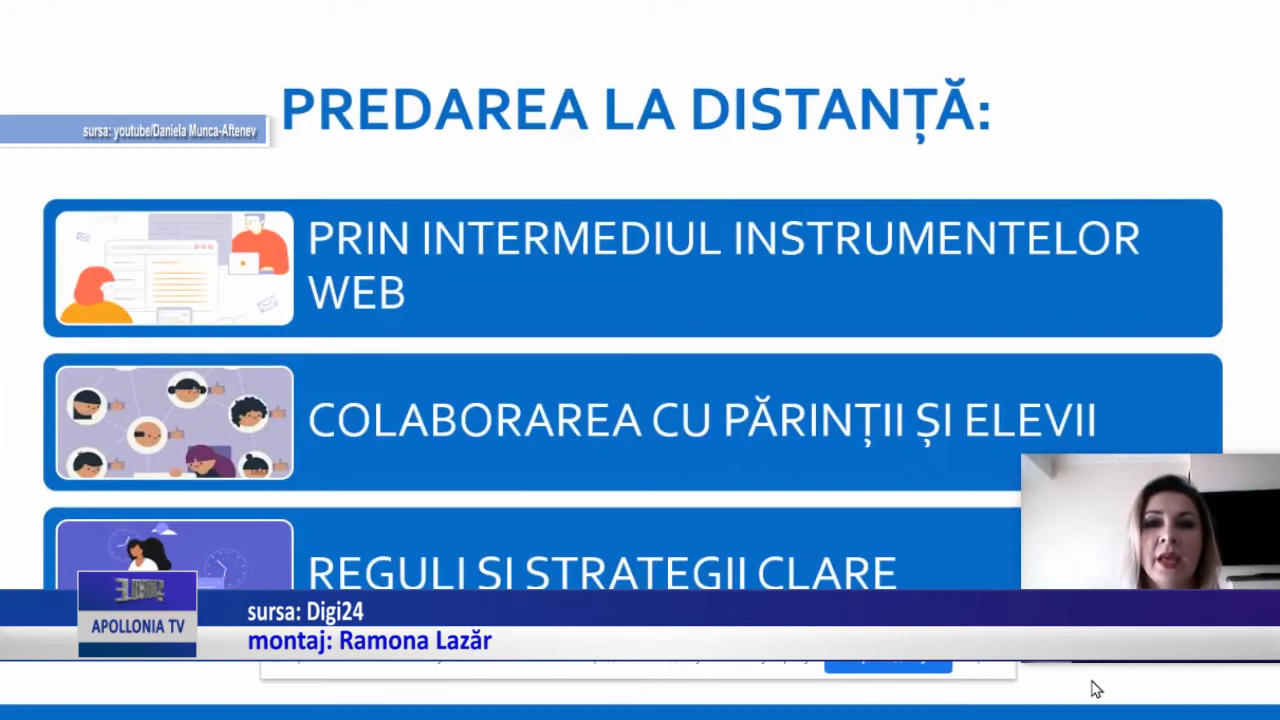 PREDAREA LA DISTANȚĂ:
sursa: youtube/Daniela Munca-Aftenev
PRIN INTERMEDIUL INSTRUMENTELOR
WEB
COLABORAREA CU PĂRINȚII ȘI ELEVII
REGULI SI STRATEGII CLARE
sursa: Digi24
APOLLONIA TV
montaj: Ramona Lazăr